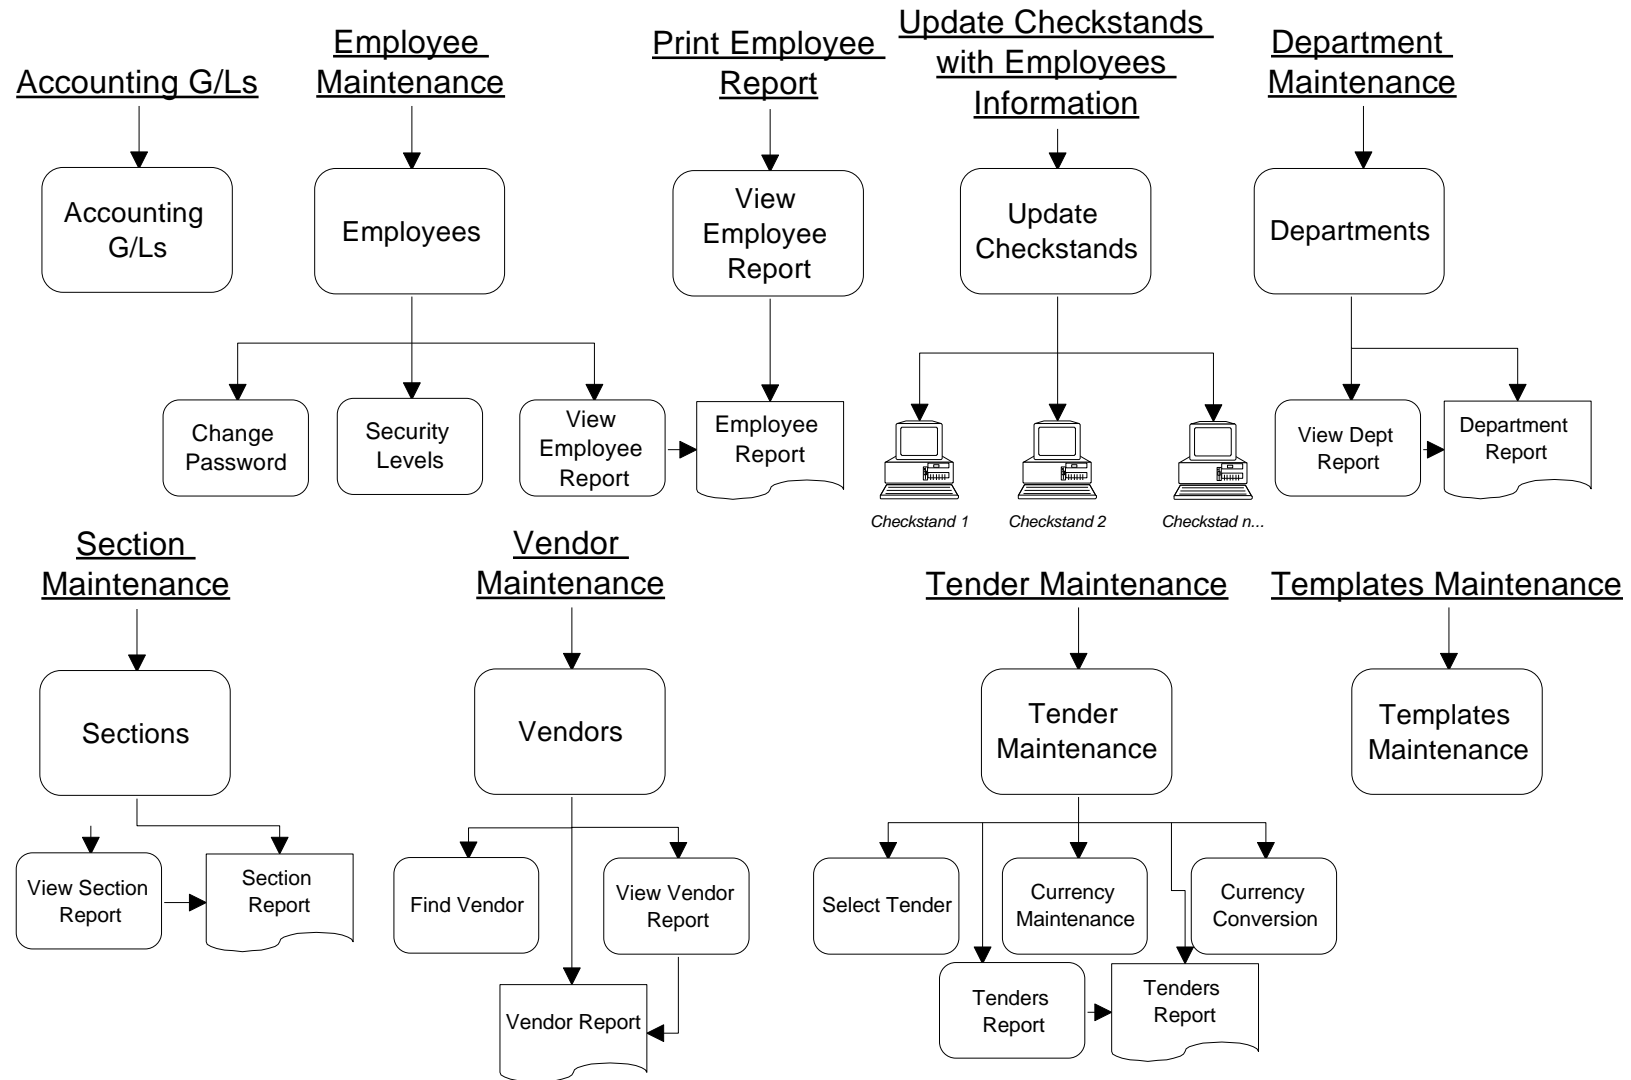 Accounting G/Ls
Employee
Maintenance
Print Employee
Report
Update Checkstands
with Employees
Information
Department
Maintenance
Accounting
G/Ls
Employees
View
Employee
Report
Update
Checkstands
Departments
Change
Password
Security
Levels
View
Employee
Report
Employee
Report
Checkstand 1
Checkstand 2
Checkstad n...
View Dept
Report
Department
Report
Section
Maintenance
Vendor
Maintenance
Tender Maintenance
Templates Maintenance
Sections
Vendors
Tender
Maintenance
Templates
Maintenance
View Section
Report
Section
Report
Find Vendor
View Vendor
Report
Vendor Report
Select Tender
Currency
Maintenance
Currency
Conversion
Tenders
Report
Tenders
Report